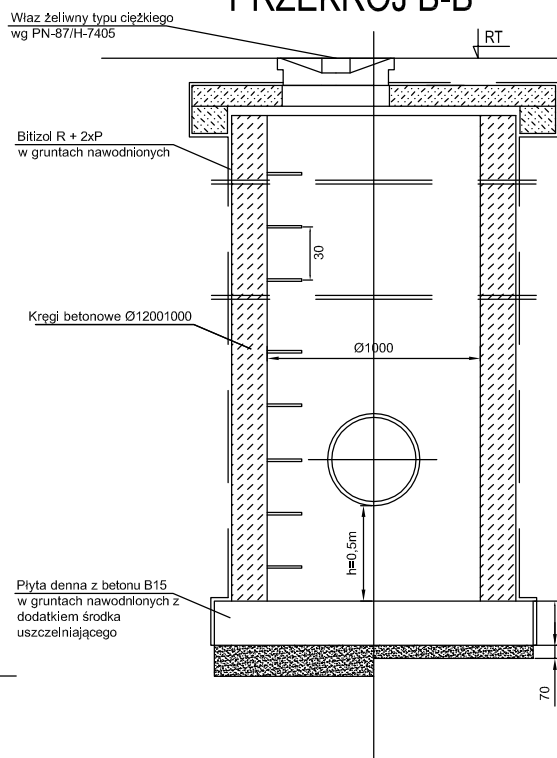 PRZEKRÓJ B-B
Właz żeliwny typu ciężkiego
wg PN-87/H-7405
RT
Bitizol R + 2xP
w gruntach nawodnionych
30
Kręgi betonowe Ø12001000
Ø1000
h=0,5m
Płyta denna z betonu B15
w gruntach nawodnionych z
dodatkiem środka
uszczelniającego
70